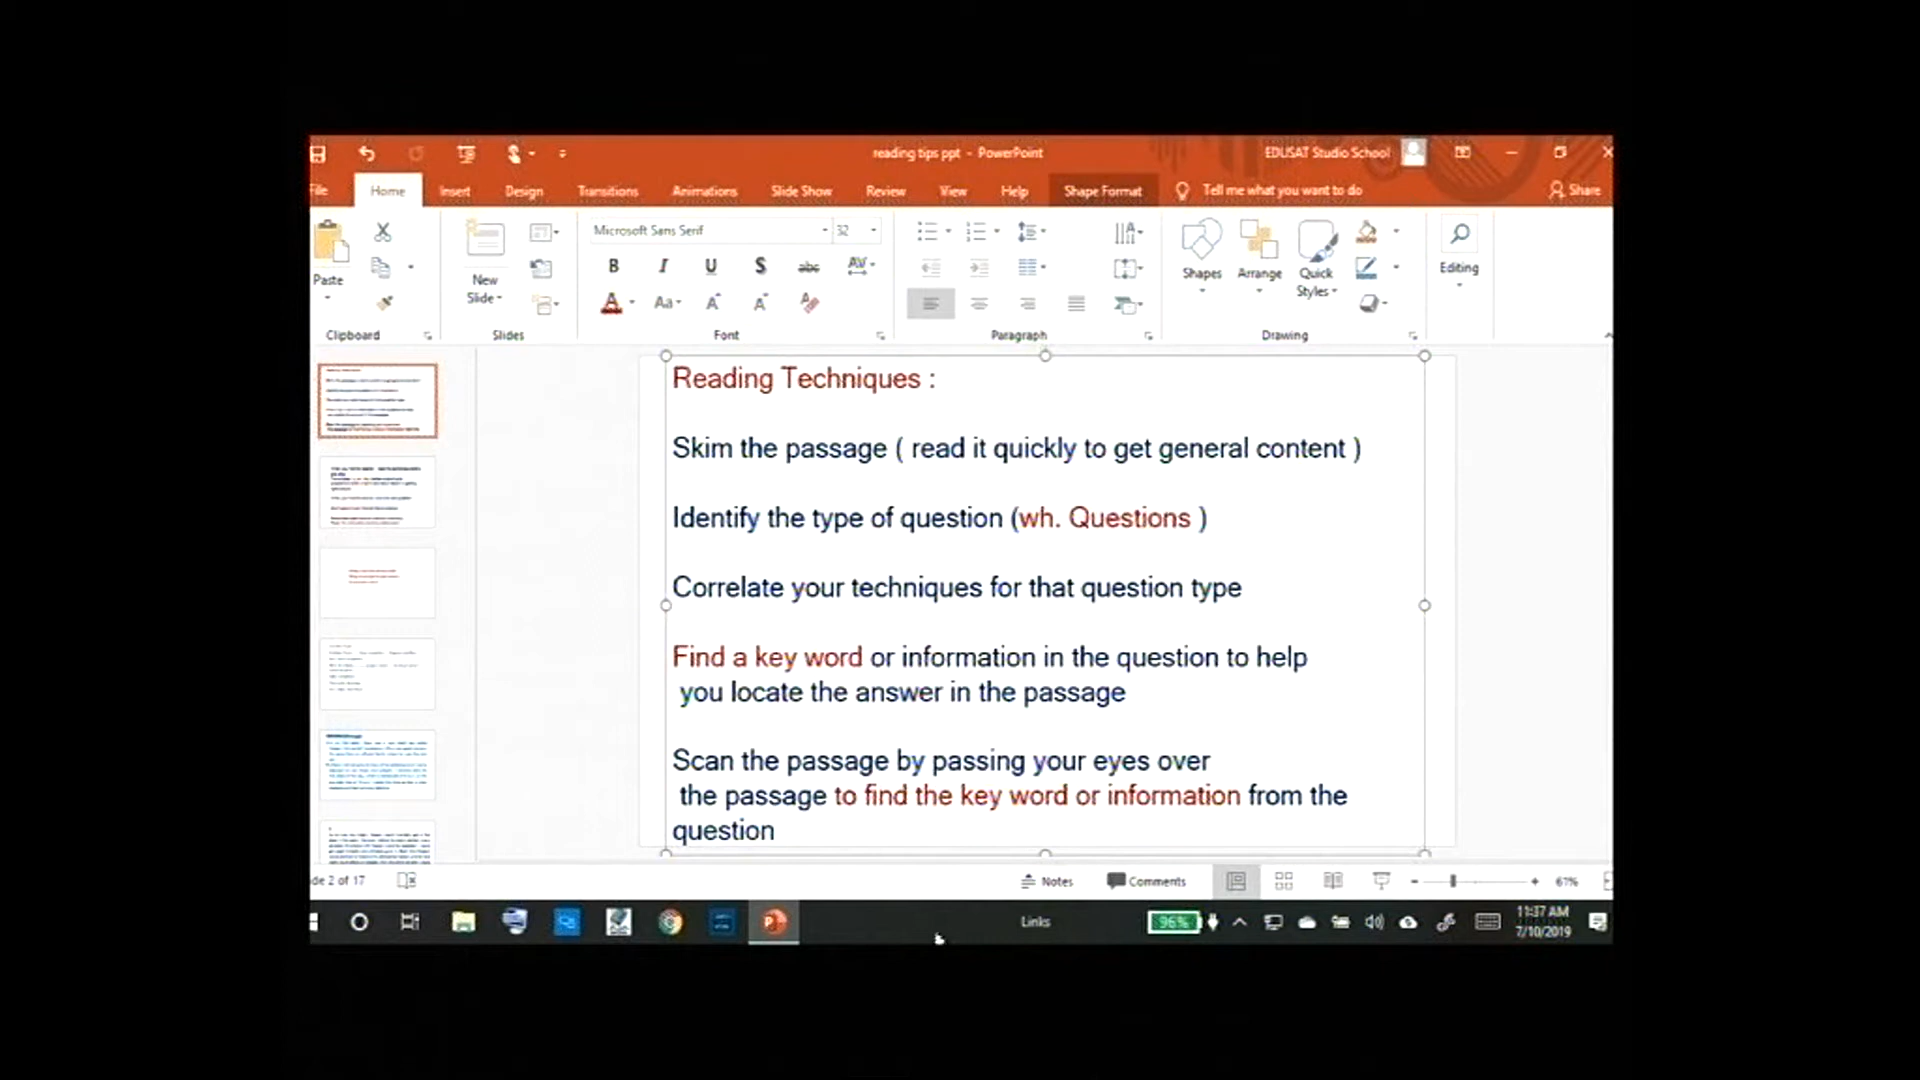 reading tips ppt - PowerPoint
EDUSAT Studio School
File
Home
Insert
Design
Transitions
Animations
Slide Show
Review
View
Help
Shape Format
Tell me what you want to do
Share
Paste
New
Slide
Microsoft Sans Serif
32
Shapes
Arrange
Quick
Styles
Editing
Clipboard
Slides
Font
Paragraph
Drawing
Reading Techniques :
Skim the passage ( read it quickly to get general content )
Identify the type of question (wh. Questions )
Correlate your techniques for that question type
Find a key word or information in the question to help
you locate the answer in the passage
Scan the passage by passing your eyes over
the passage to find the key word or information from the
question
de 2 of 17
Notes
Comments
61%
Links
96%
11:37 AM
7/10/2019